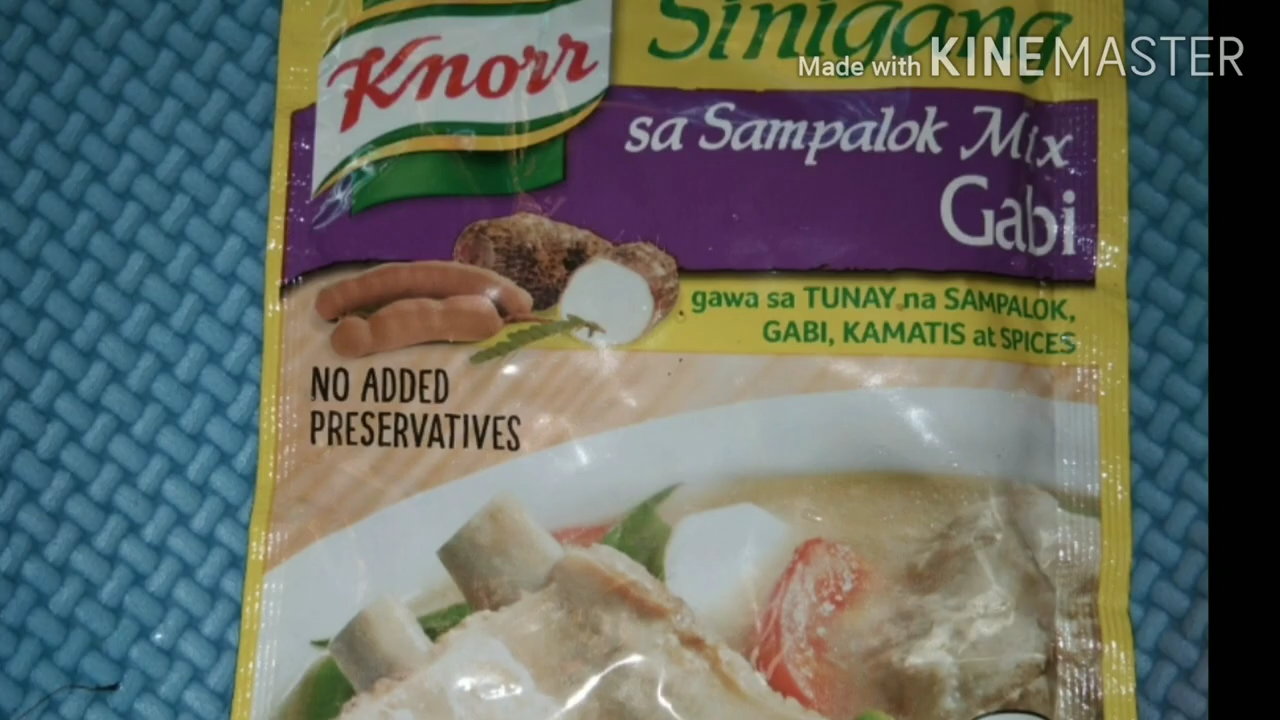 Knorr
Sinigang
Made with KINEMASTER
sa Sampalok Mix
Gabi
gawa sa TUNAY na SAMPALOK,
GABI, KAMATIS at SPICES
NO ADDED
PRESERVATIVES